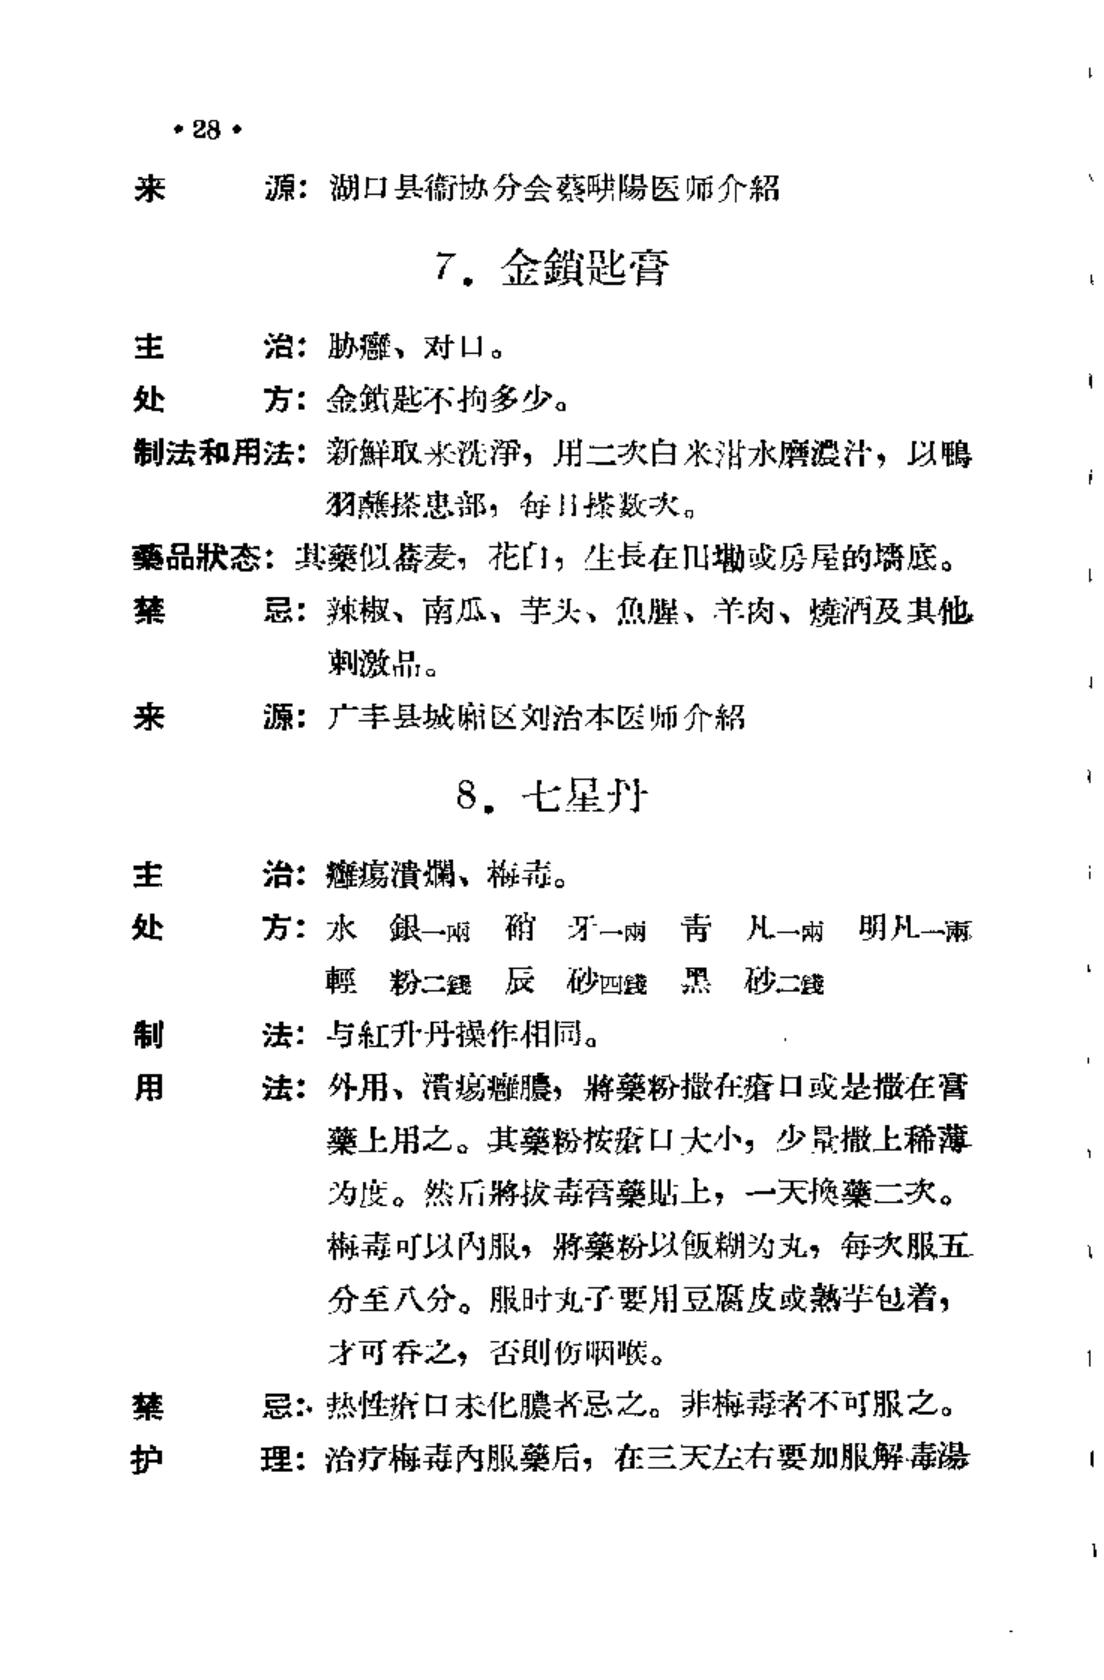 • 28 •
来　　源：湖口县衞协分会蔡畊陽医师介紹
7．金鎖匙膏
主　　治：胁癰、对口。
处　　方：金鎖匙不拘多少。
制法和用法：新鮮取来洗淨，用二次白米泔水磨濃汁，以鴨
羽蘸搽患部，每日搽数次。
藥品狀态：其藥似蕎麦，花白，生長在田塝或房屋的墻底。
禁　　忌：辣椒、南瓜、芋头、魚腥、羊肉、燒酒及其他
刺激品。
来　　源：广丰县城廂区刘治本医师介紹
8．七星丹
主　　治：癰瘍潰爛、梅毒。
处　　方：水　銀一兩　硝　牙一兩　青　凡一兩　明凡一兩
輕　粉二錢　辰　砂四錢　黑　砂二錢
制　　法：与紅升丹操作相同。
用　　法：外用、潰瘍癰膿，將藥粉撒在瘡口或是撒在膏
藥上用之。其藥粉按瘡口大小，少量撒上稀薄
为度。然后將拔毒膏藥貼上，一天換藥二次。
梅毒可以內服，將藥粉以飯糊为丸，每次服五
分至八分。服时丸子要用豆腐皮或熟芋包着，
才可吞之，否則伤咽喉。
禁　　忌：热性瘡口未化膿者忌之。非梅毒者不可服之。
护　　理：治疗梅毒內服藥后，在三天左右要加服解毒湯